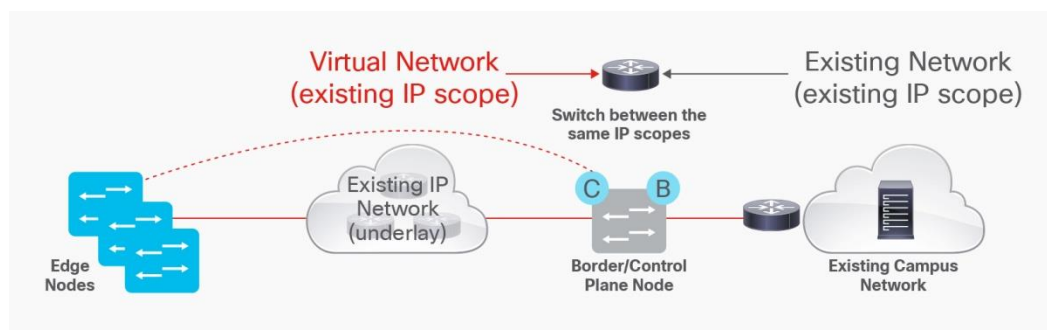 Virtual Network
(existing IP scope)
Existing Network
(existing IP scope)
Switch between the
same IP scopes
Existing IP
Network
(underlay)
C
B
Edge
Nodes
Border/Control
Plane Node
Existing Campus
Network